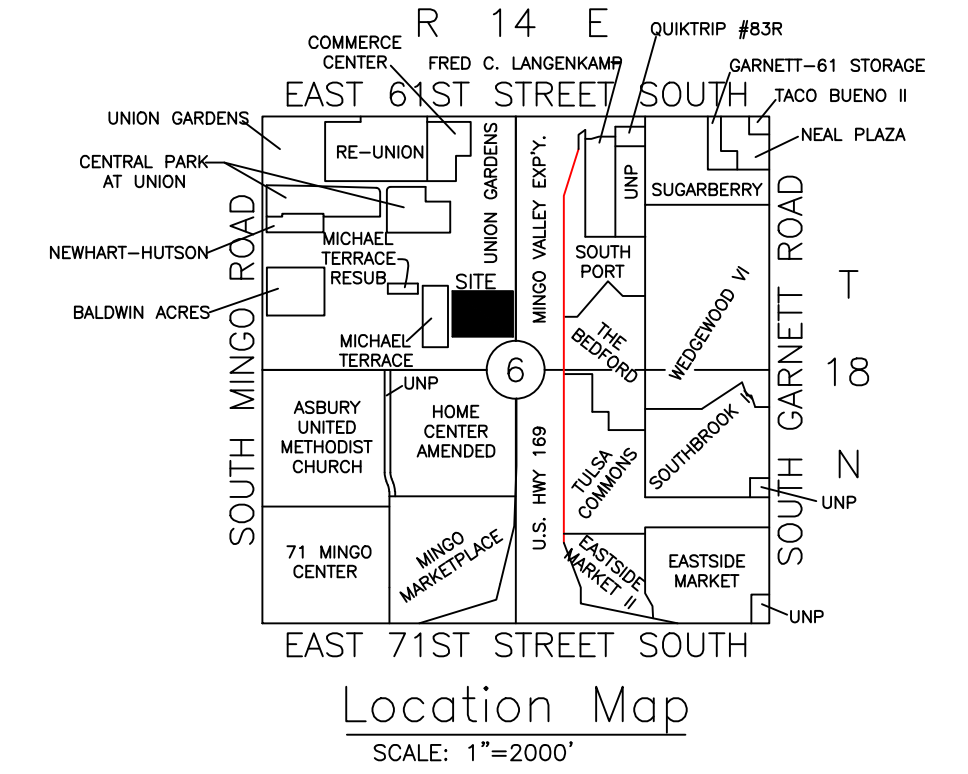 R 14 E
QUIKTRIP #83R
COMMERCE
CENTER
FRED C. LANGENKAMP
GARNETT-61 STORAGE
EAST 61ST STREET SOUTH
TACO BUENO II
UNION GARDENS
NEAL PLAZA
RE-UNION
CENTRAL PARK
AT UNION
UNION GARDENS
MINGO VALLEY EXP'Y.
UNP
SUGARBERRY
SOUTH MINGO ROAD
NEWHART-HUTSON
MICHAEL
TERRACE
RESUB
SOUTH
PORT
SITE
BALDWIN ACRES
THE
BEDFORD
WEDGEWOOD VI
SOUTH GARNETT ROAD
T
18
N
MICHAEL
TERRACE
6
UNP
ASBURY
UNITED
METHODIST
CHURCH
HOME
CENTER
AMENDED
U.S. HWY 169
TULSA
COMMONS
SOUTHBROOK II
UNP
71 MINGO
CENTER
MINGO
MARKETPLACE
EASTSIDE
MARKET II
EASTSIDE
MARKET
UNP
EAST 71ST STREET SOUTH
Location Map
SCALE: 1"=2000'